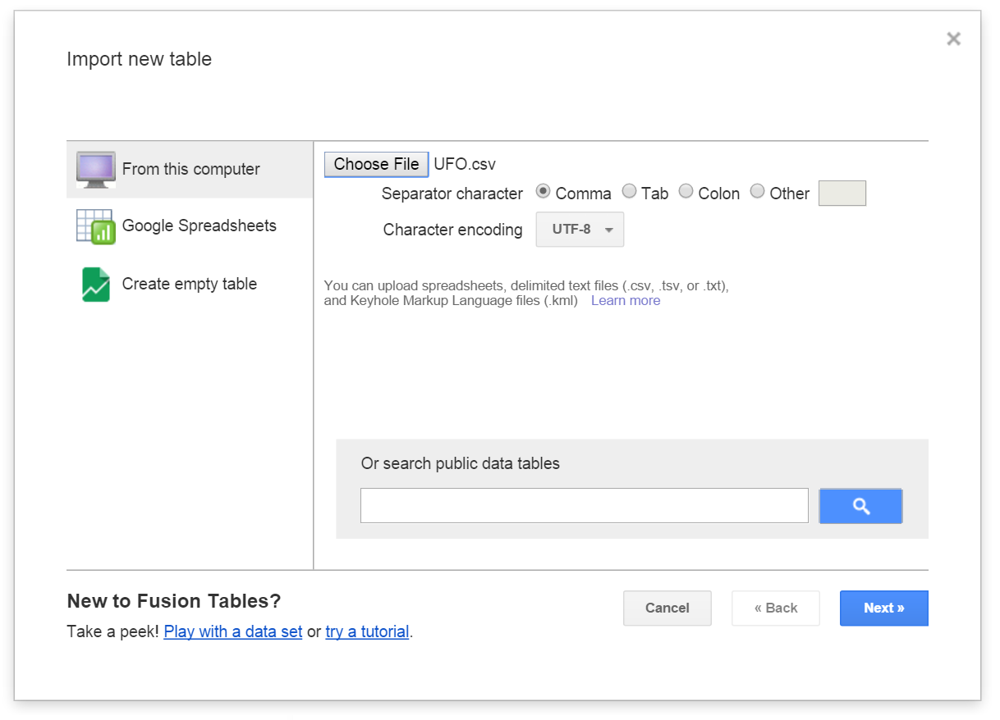 Import new table
From this computer
Google Spreadsheets
Create empty table
Choose File UFO.csv
Separator character Comma Tab Colon Other
Character encoding UTF-8
You can upload spreadsheets, delimited text files (.csv, .tsv, or .txt),
and Keyhole Markup Language files (.kml) Learn more
Or search public data tables
New to Fusion Tables?
Take a peek! Play with a data set or try a tutorial.
Cancel « Back Next »